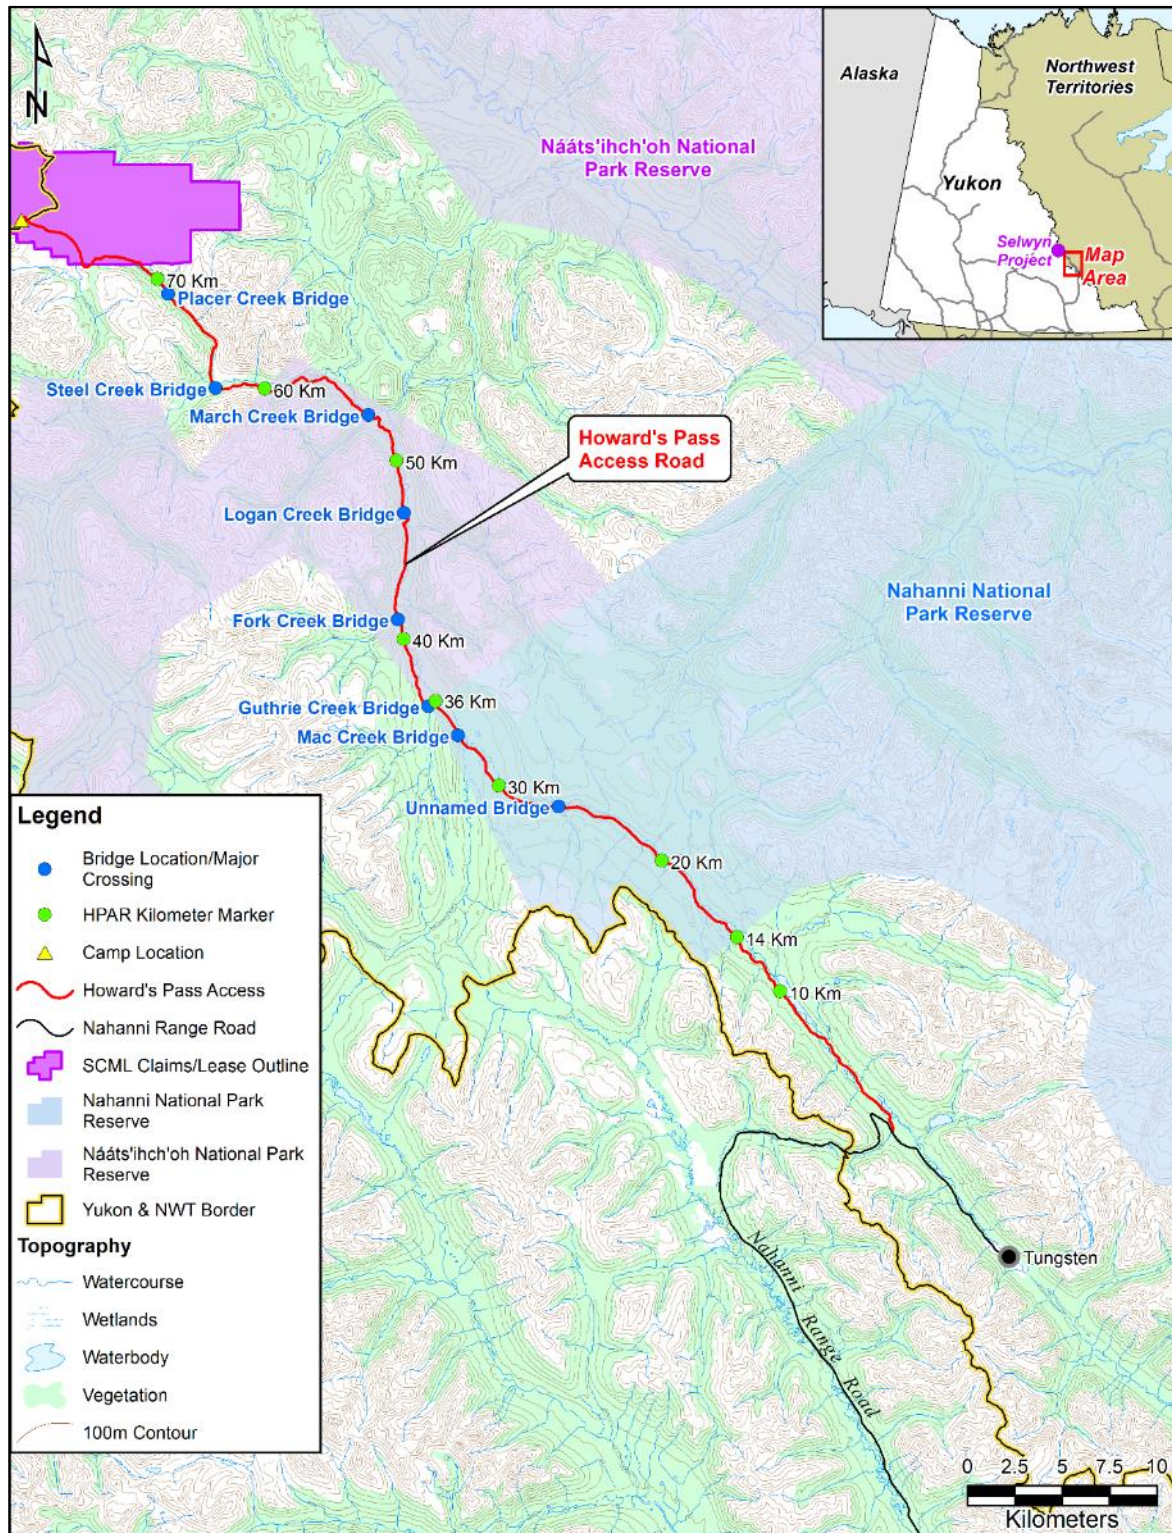 N
Alaska
Northwest
Territories
Yukon
Selwyn
Project
Map
Area
Nááts'ihch'oh National
Park Reserve
70 Km
Placer Creek Bridge
Steel Creek Bridge
60 Km
March Creek Bridge
Howard's Pass
Access Road
50 Km
Logan Creek Bridge
Nahanni National
Park Reserve
Fork Creek Bridge
40 Km
36 Km
Guthrie Creek Bridge
Mac Creek Bridge
30 Km
Unnamed Bridge
20 Km
14 Km
10 Km
Tungsten
Nahanni Range Road
Legend
Bridge Location/Major
Crossing
HPAR Kilometer Marker
Camp Location
Howard's Pass Access
Nahanni Range Road
SCML Claims/Lease Outline
Nahanni National Park
Reserve
Nááts'ihch'oh National Park
Reserve
Yukon & NWT Border
Topography
Watercourse
Wetlands
Waterbody
Vegetation
100m Contour
0 2.5 5 7.5 10
Kilometers